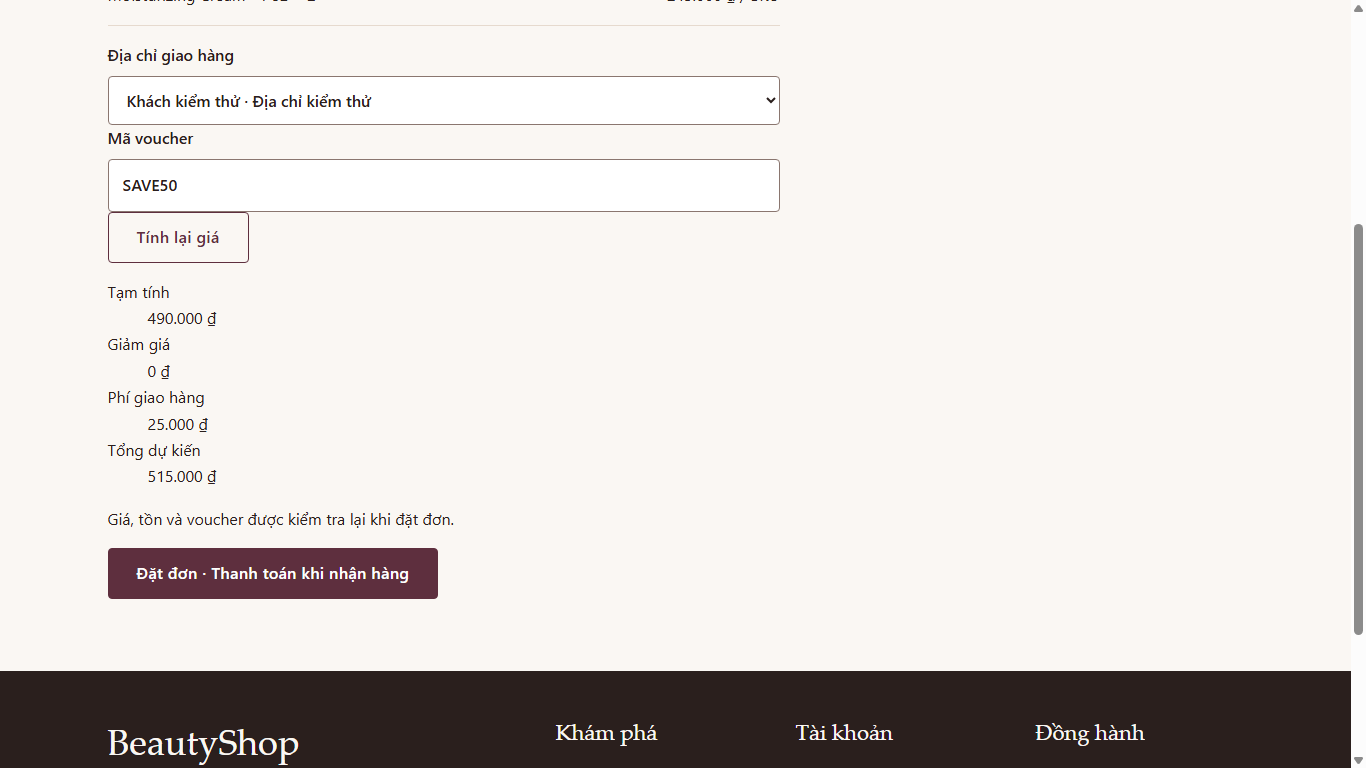 Địa chỉ giao hàng
Khách kiểm thử · Địa chỉ kiểm thử
Mã voucher
SAVE50
Tính lại giá
Tạm tính
490.000 ₫
Giảm giá
0 ₫
Phí giao hàng
25.000 ₫
Tổng dự kiến
515.000 ₫
Giá, tồn và voucher được kiểm tra lại khi đặt đơn.
Đặt đơn · Thanh toán khi nhận hàng
BeautyShop
Khám phá
Tài khoản
Đồng hành